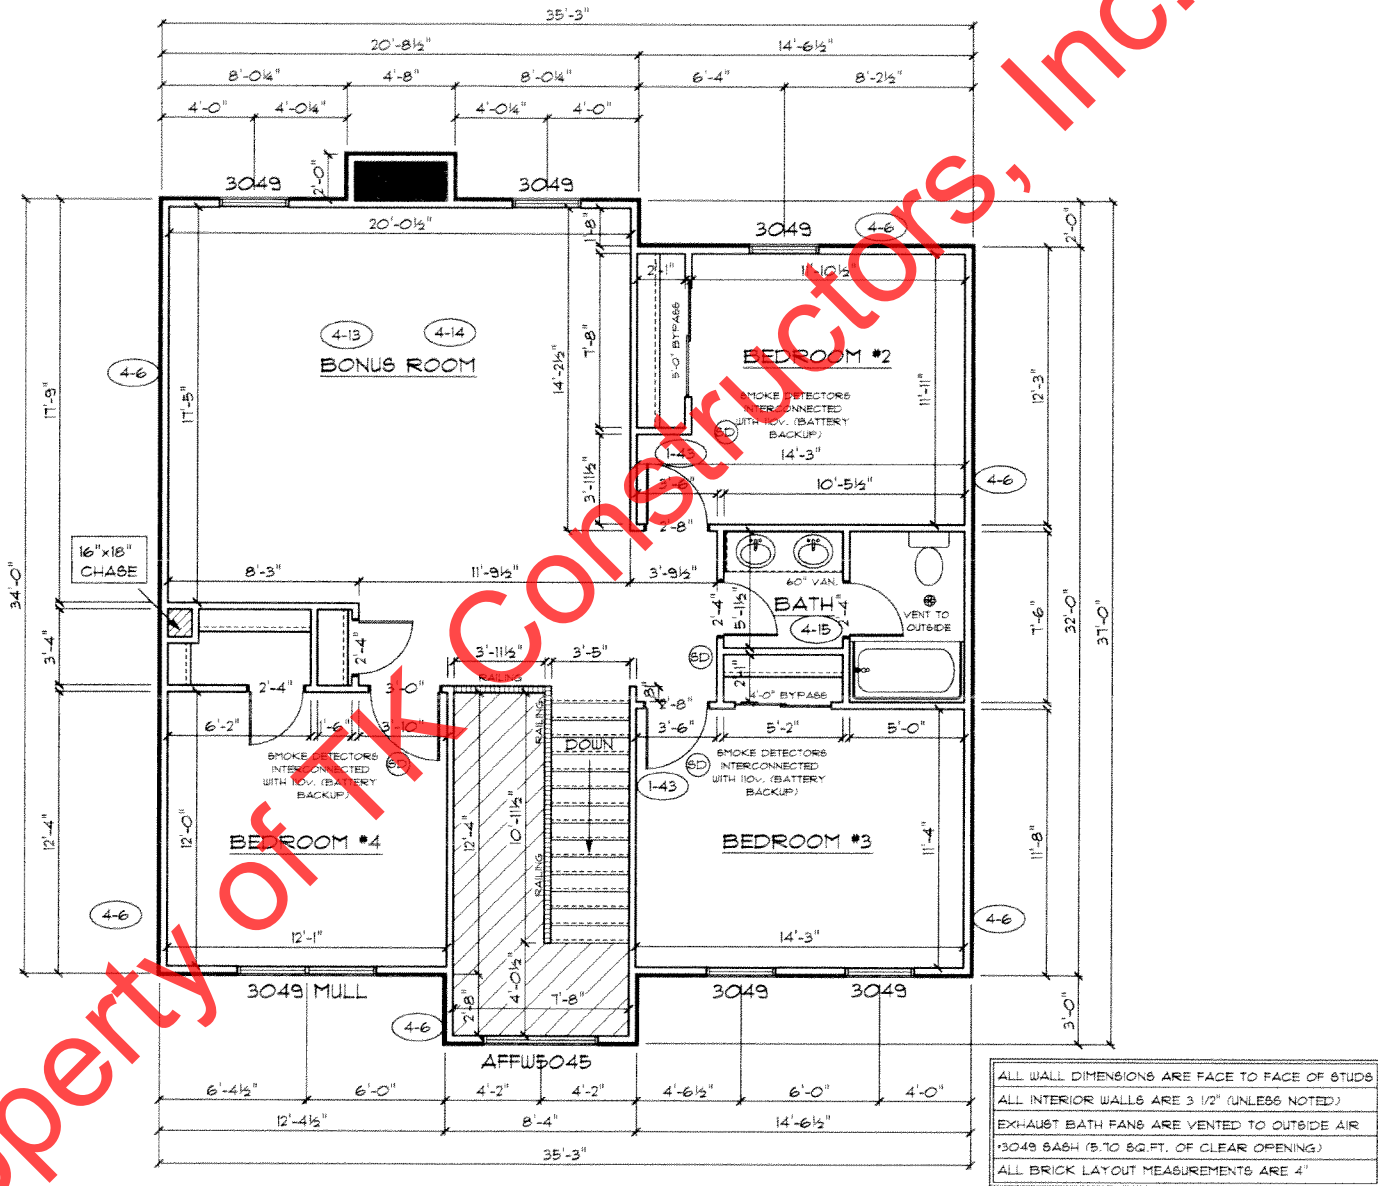 35'-3"
20'-8½" 14'-6½"
8'-0¼" 4'-8" 8'-0¼" 6'-4" 8'-2½"
4'-0" 4'-0¼" 4'-0¼" 4'-0"
3049 2'-0" 3049
3049 4-6 2'-0"
20'-0½" 1'-8"
2'-1" 11'-10½"
4-13 4-14
BONUS ROOM
5'-0" BYPASS
BEDROOM #2
4-6
17'-9" 17'-5" 14'-2½" 7'-8" 11'-11" 12'-3"
SMOKE DETECTORS
INTERCONNECTED
WITH 110v. (BATTERY
BACKUP)
SD
1-43
14'-3"
3'-6" 10'-5½" 4-6
3'-11½"
2'-8"
16"x18"
CHASE
8'-3" 11'-9½" 3'-9½"
60" VAN.
BATH
2'-4" 5'-1½" 2'-4"
4-15
VENT TO
OUTSIDE
34'-0" 7'-6" 32'-0" 37'-0"
3'-4" 2'-4"
3'-11½" 3'-5" SD
RAILING
2'-4" 3'-0" 8" 2'-8" 2'-1" 4'-0" BYPASS
6'-2" 1'-6" 3'-10" 3'-6" 5'-2" 5'-0"
RAILING
DOWN
SMOKE DETECTORS
INTERCONNECTED
WITH 110v. (BATTERY
BACKUP)
SD
SD
SMOKE DETECTORS
INTERCONNECTED
WITH 110v. (BATTERY
BACKUP)
1-43
12'-4" 12'-0" 12'-4" 10'-11½" 11'-4" 11'-8"
BEDROOM #4 BEDROOM #3
RAILING
4-6 4-6
12'-1" 14'-3"
4'-0½"
3049 MULL 2'-8" 7'-8" 3049 3049
4-6 3'-0"
AFFW5045
6'-4½" 6'-0" 4'-2" 4'-2" 4'-6½" 6'-0" 4'-0"
12'-4½" 8'-4" 14'-6½"
35'-3"
ALL WALL DIMENSIONS ARE FACE TO FACE OF STUDS
ALL INTERIOR WALLS ARE 3 1/2" (UNLESS NOTED)
EXHAUST BATH FANS ARE VENTED TO OUTSIDE AIR
*3049 SASH (5.70 SQ.FT. OF CLEAR OPENING)
ALL BRICK LAYOUT MEASUREMENTS ARE 4"
perty of TK Constructors, Inc.